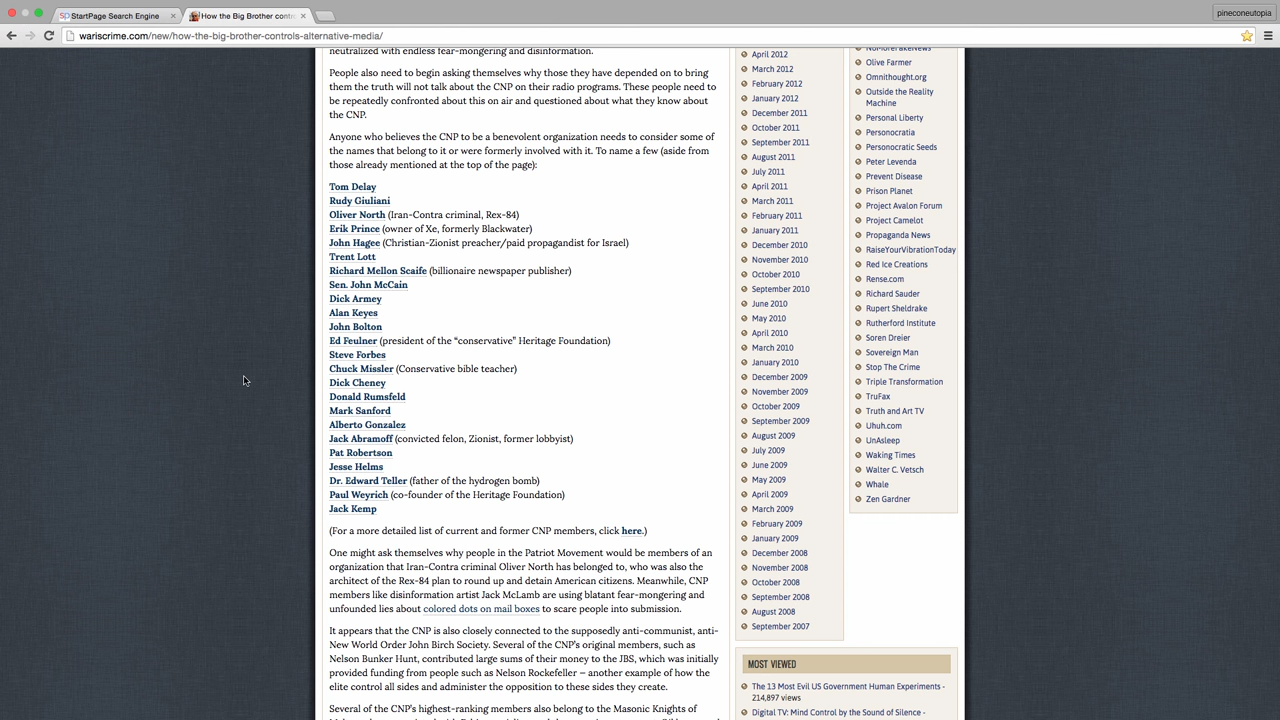 StartPage Search Engine
How the Big Brother contro
pineconeutopia
wariscrime.com/new/how-the-big-brother-controls-alternative-media/
neutralized with endless fear-mongering and disinformation.
People also need to begin asking themselves why those they have depended on to bring
them the truth will not talk about the CNP on their radio programs. These people need to
be repeatedly confronted about this on air and questioned about what they know about
the CNP.
Anyone who believes the CNP to be a benevolent organization needs to consider some of
the names that belong to it or were formerly involved with it. To name a few (aside from
those already mentioned at the top of the page):
Tom Delay
Rudy Giuliani
Oliver North (Iran-Contra criminal, Rex-84)
Erik Prince (owner of Xe, formerly Blackwater)
John Hagee (Christian-Zionist preacher/paid propagandist for Israel)
Trent Lott
Richard Mellon Scaife (billionaire newspaper publisher)
Sen. John McCain
Dick Armey
Alan Keyes
John Bolton
Ed Feulner (president of the “conservative” Heritage Foundation)
Steve Forbes
Chuck Missler (Conservative bible teacher)
Dick Cheney
Donald Rumsfeld
Mark Sanford
Alberto Gonzalez
Jack Abramoff (convicted felon, Zionist, former lobbyist)
Pat Robertson
Jesse Helms
Dr. Edward Teller (father of the hydrogen bomb)
Paul Weyrich (co-founder of the Heritage Foundation)
Jack Kemp
(For a more detailed list of current and former CNP members, click here.)
One might ask themselves why people in the Patriot Movement would be members of an
organization that Iran-Contra criminal Oliver North has belonged to, who was also the
architect of the Rex-84 plan to round up and detain American citizens. Meanwhile, CNP
members like disinformation artist Jack McLamb are using blatant fear-mongering and
unfounded lies about colored dots on mail boxes to scare people into submission.
It appears that the CNP is also closely connected to the supposedly anti-communist, anti-
New World Order John Birch Society. Several of the CNP’s original members, such as
Nelson Bunker Hunt, contributed large sums of their money to the JBS, which was initially
provided funding from people such as Nelson Rockefeller – another example of how the
elite control all sides and administer the opposition to these sides they create.
Several of the CNP’s highest-ranking members also belong to the Masonic Knights of
April 2012
March 2012
February 2012
January 2012
December 2011
October 2011
September 2011
August 2011
July 2011
April 2011
March 2011
February 2011
January 2011
December 2010
November 2010
October 2010
September 2010
June 2010
May 2010
April 2010
March 2010
January 2010
December 2009
November 2009
October 2009
September 2009
August 2009
July 2009
June 2009
May 2009
April 2009
March 2009
February 2009
January 2009
December 2008
November 2008
October 2008
September 2008
August 2008
September 2007
NoMoreFakeNews
Olive Farmer
Omnithought.org
Outside the Reality
Machine
Personal Liberty
Personocratia
Personocratic Seeds
Peter Levenda
Prevent Disease
Prison Planet
Project Avalon Forum
Project Camelot
Propaganda News
RaiseYourVibrationToday
Red Ice Creations
Rense.com
Richard Sauder
Rupert Sheldrake
Rutherford Institute
Soren Dreier
Sovereign Man
Stop The Crime
Triple Transformation
TruFax
Truth and Art TV
Uhuh.com
UnAsleep
Waking Times
Walter C. Vetsch
Whale
Zen Gardner
MOST VIEWED
The 13 Most Evil US Government Human Experiments -
214,897 views
Digital TV: Mind Control by the Sound of Silence -